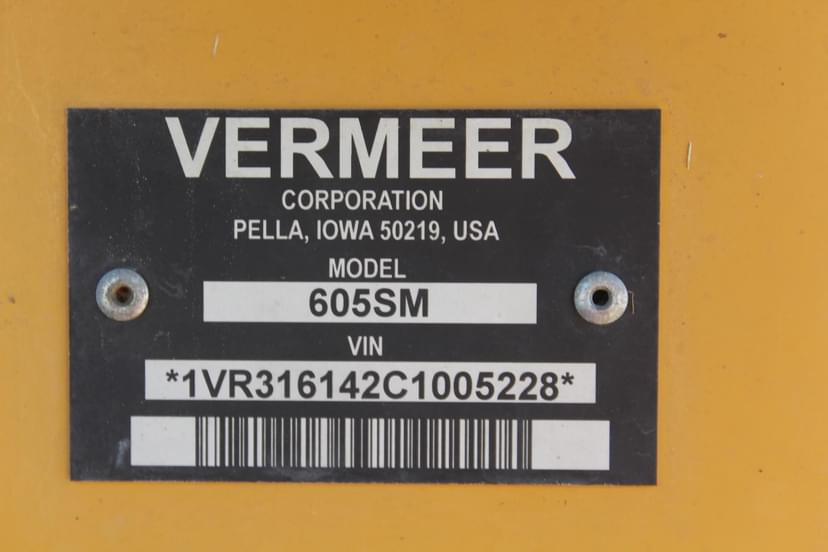 VERMEER
CORPORATION
PELLA, IOWA 50219, USA
MODEL
605SM
VIN
*1VR316142C1005228*